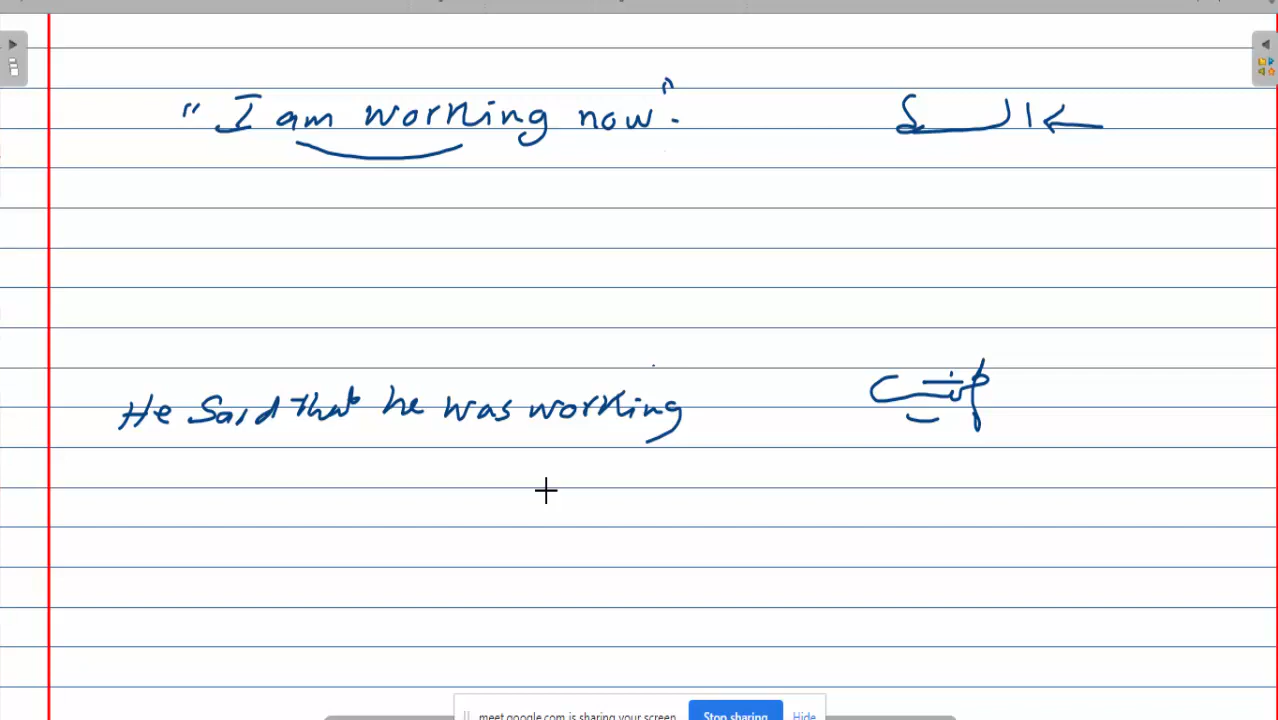 "I am working now".
He said that he was working
meet.google.com is sharing your screen. Stop sharing Hide